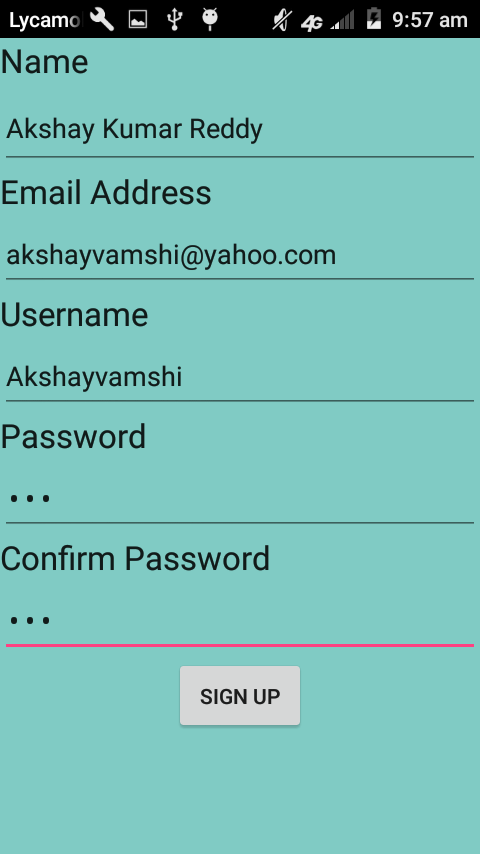 Lycamo
4G
9:57 am
Name
Akshay Kumar Reddy
Email Address
akshayvamshi@yahoo.com
Username
Akshayvamshi
Password
•••
Confirm Password
•••
SIGN UP